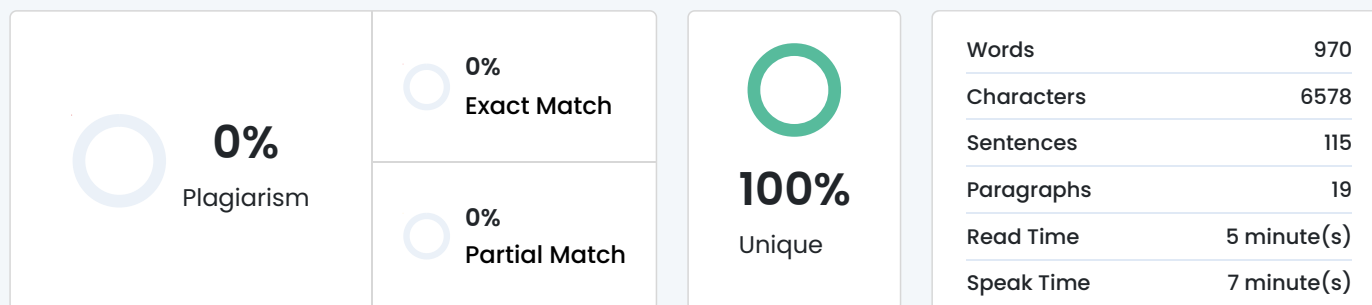 0%
Plagiarism
0%
Exact Match
0%
Partial Match
100%
Unique
Words 970
Characters 6578
Sentences 115
Paragraphs 19
Read Time 5 minute(s)
Speak Time 7 minute(s)